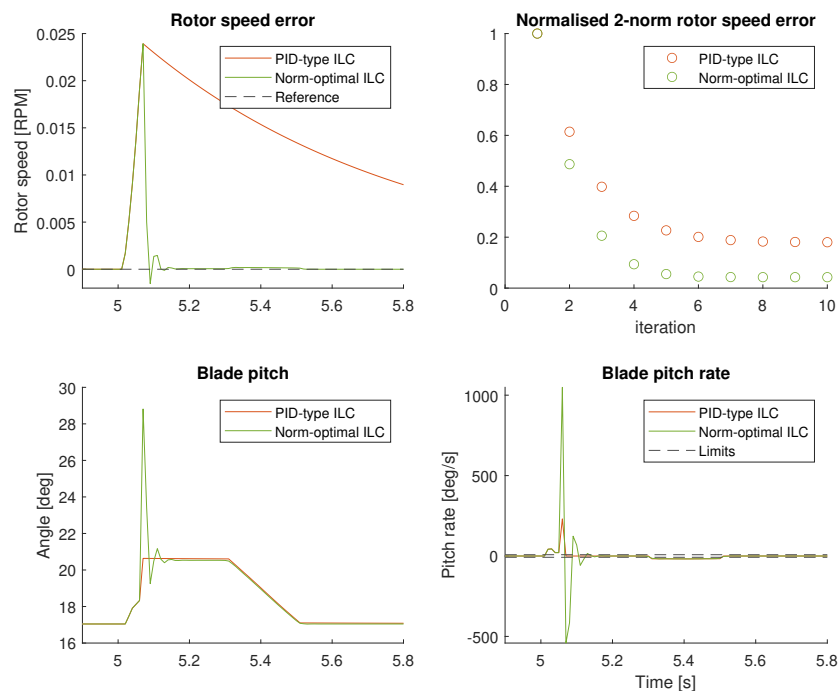 Rotor speed error
Rotor speed [RPM]
0.025
0.02
0.015
0.01
0.005
0
5
5.2
5.4
5.6
5.8
PID-type ILC
Norm-optimal ILC
Reference
Normalised 2-norm rotor speed error
1
0.8
0.6
0.4
0.2
0
0
2
4
6
8
10
iteration
PID-type ILC
Norm-optimal ILC
Blade pitch
Angle [deg]
30
28
26
24
22
20
18
16
5
5.2
5.4
5.6
5.8
PID-type ILC
Norm-optimal ILC
Blade pitch rate
Pitch rate [deg/s]
1000
500
0
-500
5
5.2
5.4
5.6
5.8
Time [s]
PID-type ILC
Norm-optimal ILC
Limits